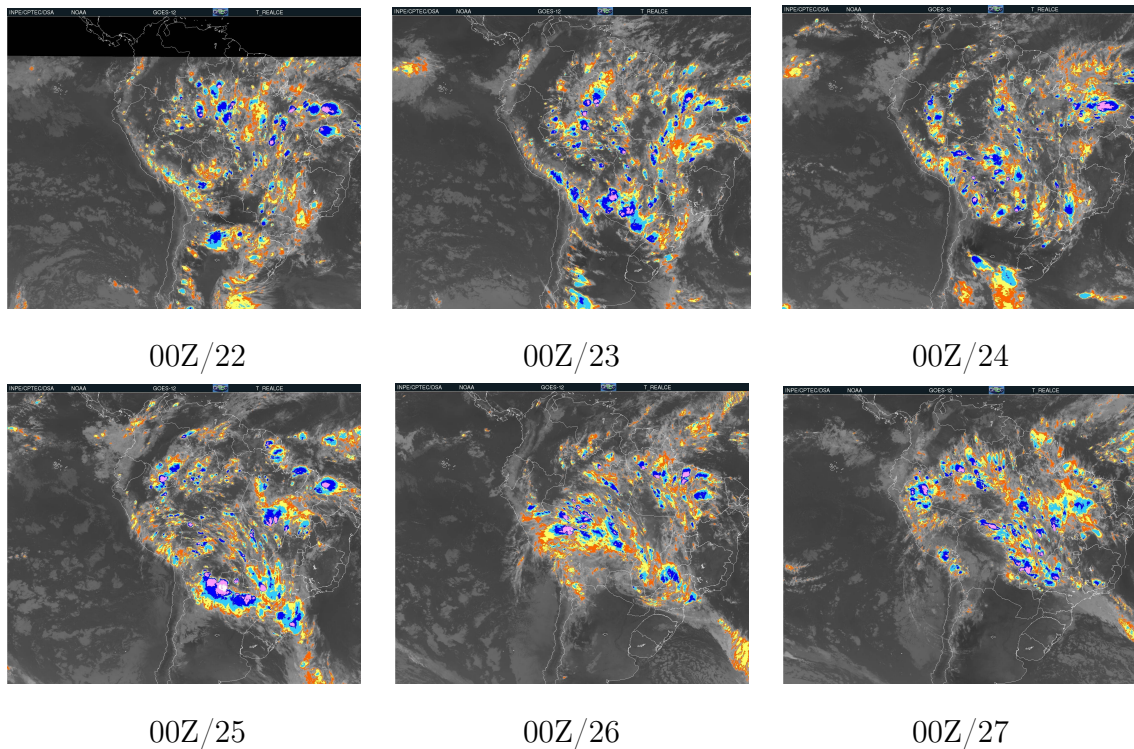 INPE/CPTEC/DSA NOAA GOES-12 T_REALCE
INPE/CPTEC/DSA NOAA GOES-12 T_REALCE
INPE/CPTEC/DSA NOAA GOES-12 T_REALCE
00Z/22
00Z/23
00Z/24
INPE/CPTEC/DSA NOAA GOES-12 T_REALCE
INPE/CPTEC/DSA NOAA GOES-12 T_REALCE
INPE/CPTEC/DSA NOAA GOES-12 T_REALCE
00Z/25
00Z/26
00Z/27